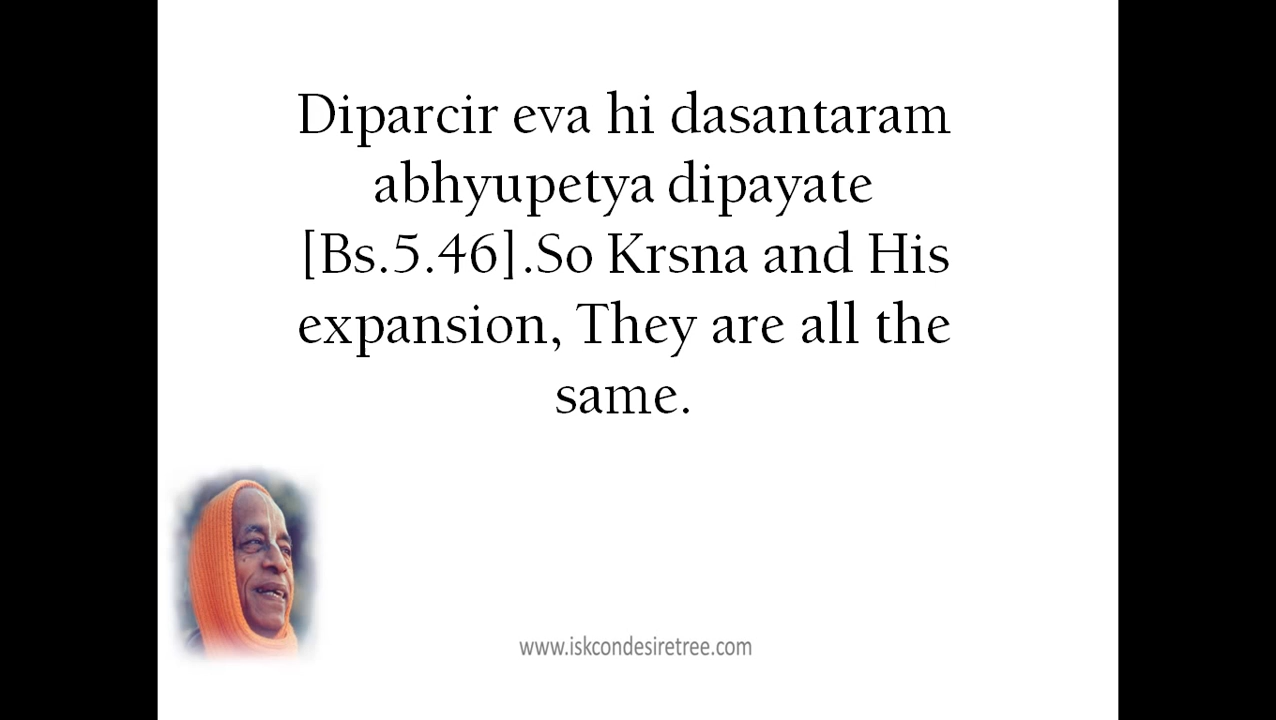 Diparcir eva hi dasantaram
abhyupetya dipayate
[Bs.5.46].So Krsna and His
expansion, They are all the
same.
www.iskcondesiretree.com